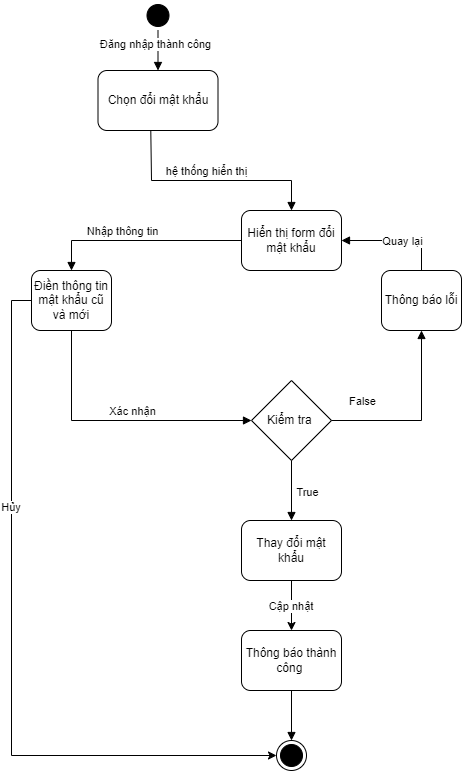 Đăng nhập thành công
Chọn đổi mật khẩu
hệ thống hiển thị
Hiển thị form đổi
mật khẩu
Nhập thông tin
Quay lại
Điền thông tin
mật khẩu cũ
và mới
Thông báo lỗi
Xác nhận
Kiểm tra
False
True
Hủy
Thay đổi mật
khẩu
Cập nhật
Thông báo thành
công